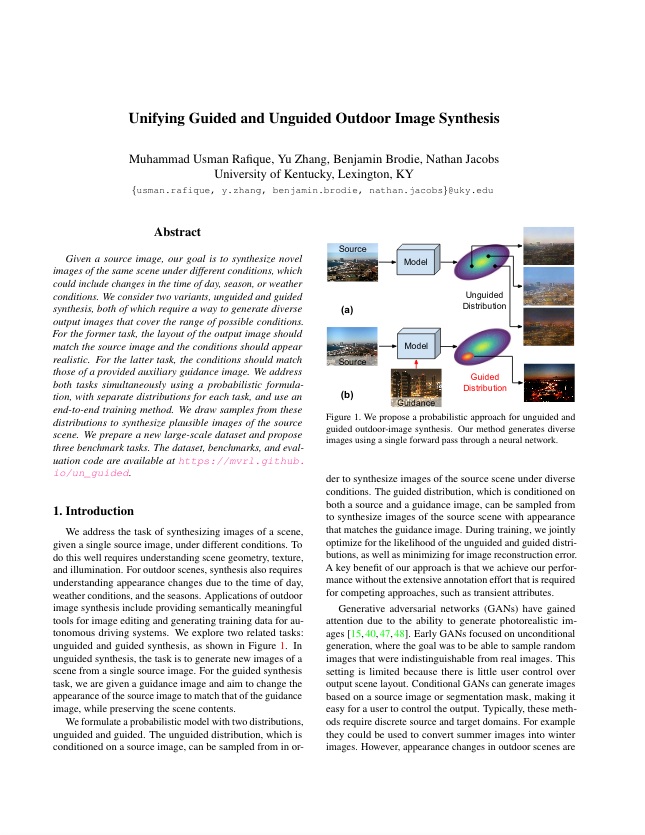 Unifying Guided and Unguided Outdoor Image Synthesis
Muhammad Usman Rafique, Yu Zhang, Benjamin Brodie, Nathan Jacobs
University of Kentucky, Lexington, KY
{usman.rafique, y.zhang, benjamin.brodie, nathan.jacobs}@uky.edu
Abstract
Given a source image, our goal is to synthesize novel
images of the same scene under different conditions, which
could include changes in the time of day, season, or weather
conditions. We consider two variants, unguided and guided
synthesis, both of which require a way to generate diverse
output images that cover the range of possible conditions.
For the former task, the layout of the output image should
match the source image and the conditions should appear
realistic. For the latter task, the conditions should match
those of a provided auxiliary guidance image. We address
both tasks simultaneously using a probabilistic formula-
tion, with separate distributions for each task, and use an
end-to-end training method. We draw samples from these
distributions to synthesize plausible images of the source
scene. We prepare a new large-scale dataset and propose
three benchmark tasks. The dataset, benchmarks, and eval-
uation code are available at https://mvrl.github.
io/un_guided.
1. Introduction
We address the task of synthesizing images of a scene,
given a single source image, under different conditions. To
do this well requires understanding scene geometry, texture,
and illumination. For outdoor scenes, synthesis also requires
understanding appearance changes due to the time of day,
weather conditions, and the seasons. Applications of outdoor
image synthesis include providing semantically meaningful
tools for image editing and generating training data for au-
tonomous driving systems. We explore two related tasks:
unguided and guided synthesis, as shown in Figure 1. In
unguided synthesis, the task is to generate new images of a
scene from a single source image. For the guided synthesis
task, we are given a guidance image and aim to change the
appearance of the source image to match that of the guidance
image, while preserving the scene contents.
We formulate a probabilistic model with two distributions,
unguided and guided. The unguided distribution, which is
conditioned on a source image, can be sampled from in or-
Source
Model
Unguided
Distribution
(a)
Source
Model
Guided
Distribution
(b)
Guidance
Figure 1. We propose a probabilistic approach for unguided and
guided outdoor-image synthesis. Our method generates diverse
images using a single forward pass through a neural network.
der to synthesize images of the source scene under diverse
conditions. The guided distribution, which is conditioned on
both a source and a guidance image, can be sampled from
to synthesize images of the source scene with appearance
that matches the guidance image. During training, we jointly
optimize for the likelihood of the unguided and guided distri-
butions, as well as minimizing for image reconstruction error.
A key benefit of our approach is that we achieve our perfor-
mance without the extensive annotation effort that is required
for competing approaches, such as transient attributes.
Generative adversarial networks (GANs) have gained
attention due to the ability to generate photorealistic im-
ages [15,40,47,48]. Early GANs focused on unconditional
generation, where the goal was to be able to sample random
images that were indistinguishable from real images. This
setting is limited because there is little user control over
output scene layout. Conditional GANs can generate images
based on a source image or segmentation mask, making it
easy for a user to control the output. Typically, these meth-
ods require discrete source and target domains. For example
they could be used to convert summer images into winter
images. However, appearance changes in outdoor scenes are